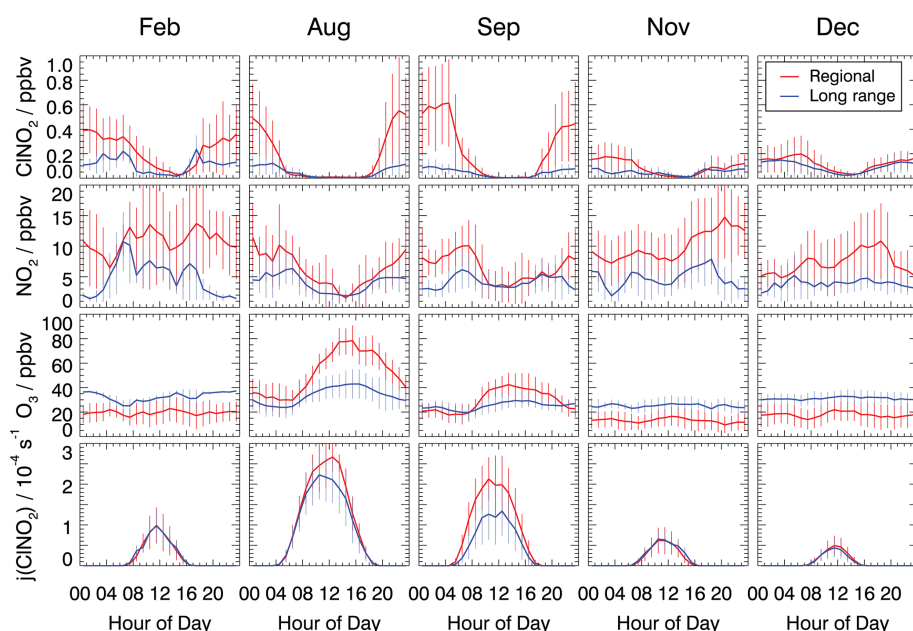 Feb Aug Sep Nov Dec
ClNO2 / ppbv
1.0
0.8
0.6
0.4
0.2
0.0
Regional
Long range
NO2 / ppbv
20
15
10
5
0
O3 / ppbv
100
80
60
40
20
0
j(ClNO2) / 10-4 s-1
3
2
1
0
00 04 08 12 16 20 00 04 08 12 16 20 00 04 08 12 16 20 00 04 08 12 16 20 00 04 08 12 16 20
Hour of Day Hour of Day Hour of Day Hour of Day Hour of Day